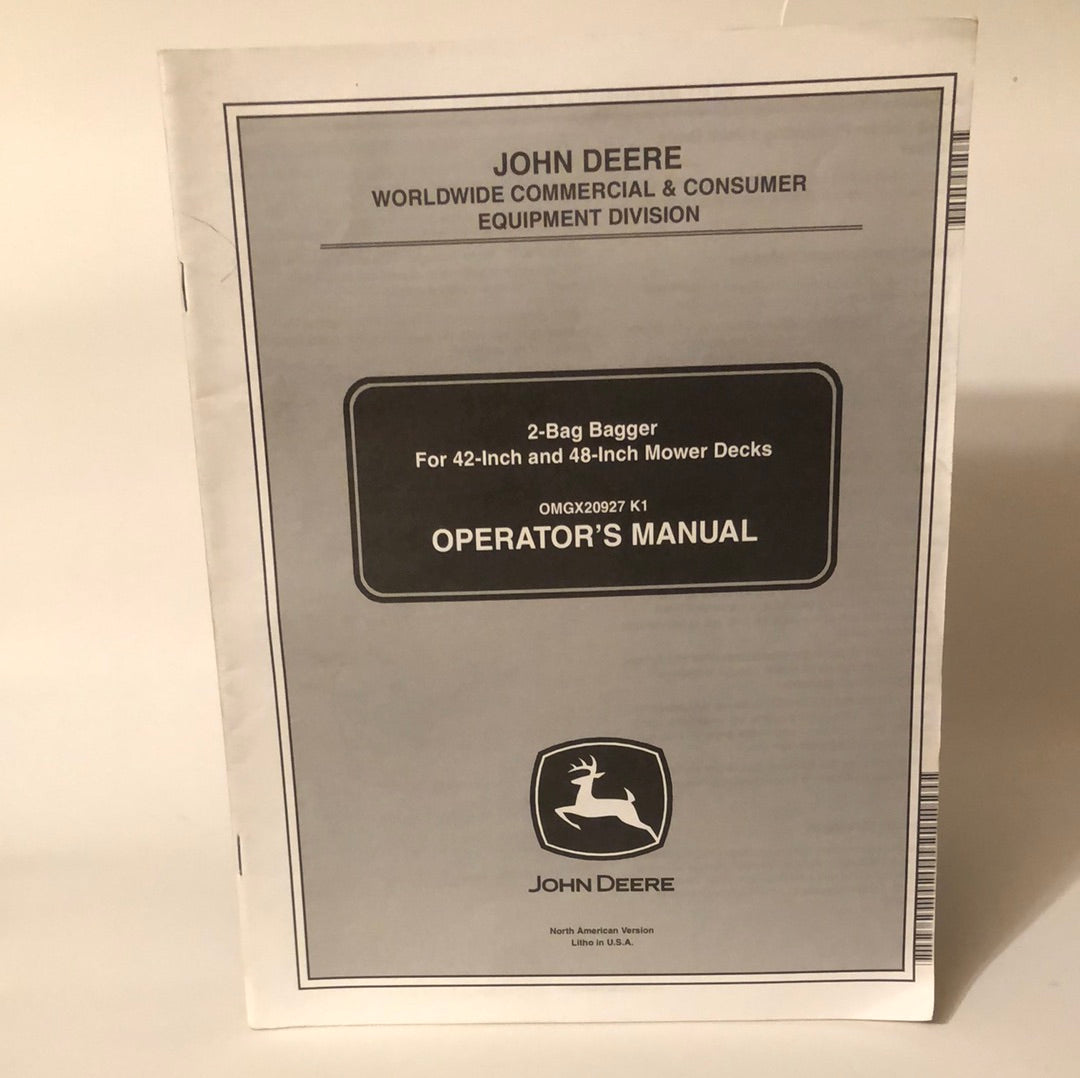 JOHN DEERE
WORLDWIDE COMMERCIAL & CONSUMER
EQUIPMENT DIVISION
2-Bag Bagger
For 42-Inch and 48-Inch Mower Decks
OMGX20927 K1
OPERATOR'S MANUAL
JOHN DEERE
North American Version
Litho in U.S.A.